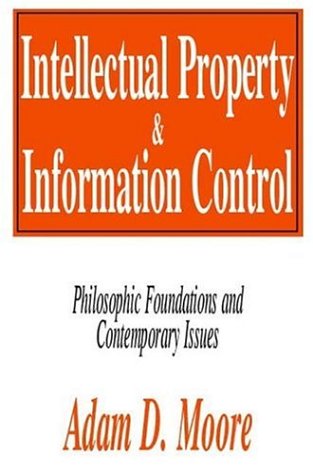 Intellectual Property
&
Information Control
Philosophic Foundations and
Contemporary Issues
Adam D. Moore